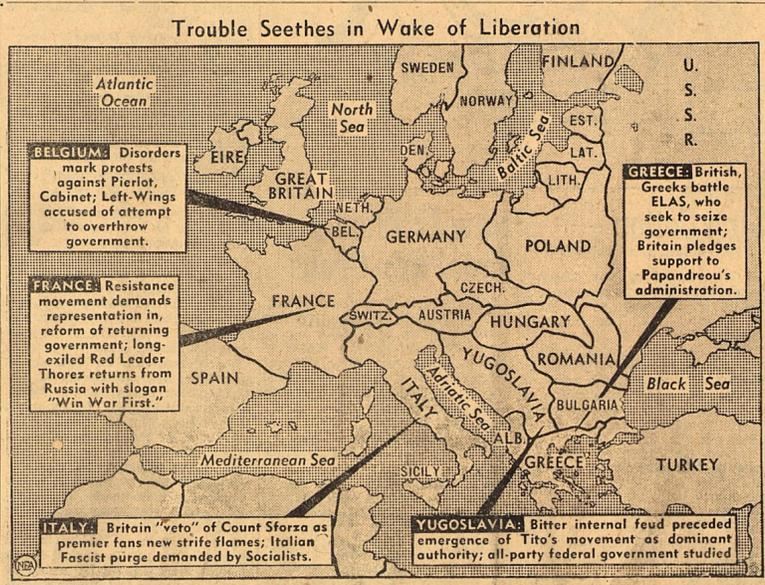 Trouble Seethes in Wake of Liberation
Atlantic
Ocean
North
Sea
SWEDEN
NORWAY
FINLAND
U.
S.
S.
R.
EST.
LAT.
LITH.
Baltic Sea
DEN.
EIRE
GREAT
BRITAIN
NETH.
BEL.
GERMANY
POLAND
CZECH.
FRANCE
SWITZ.
AUSTRIA
HUNGARY
ROMANIA
YUGOSLAVIA
BULGARIA
Black Sea
SPAIN
ITALY
Adriatic Sea
ALB.
GREECE
TURKEY
SICILY
Mediterranean Sea
BELGIUM: Disorders
mark protests
against Pierlot,
Cabinet; Left-Wings
accused of attempt
to overthrow
government.
FRANCE: Resistance
movement demands
representation in,
reform of returning
government; long-
exiled Red Leader
Thorez returns from
Russia with slogan
"Win War First."
GREECE: British,
Greeks battle
ELAS, who
seek to seize
government;
Britain pledges
support to
Papandreou's
administration.
ITALY: Britain "veto" of Count Sforza as
premier fans new strife flames; Italian
Fascist purge demanded by Socialists.
YUGOSLAVIA: Bitter internal feud preceded
emergence of Tito's movement as dominant
authority; all-party federal government studied
NEA